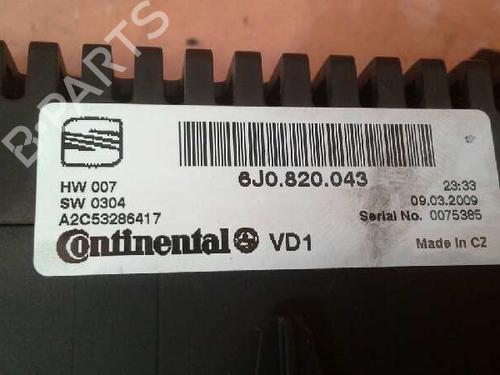 B-PARTS
6J0.820.043
HW 007
SW 0304
A2C53286417
23:33
09.03.2009
Serial No. 0075385
Continental VD1
Made in CZ